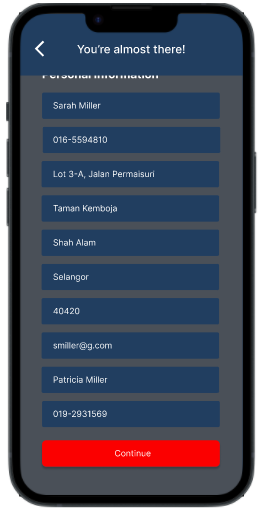 You're almost there!
Personal Information
Sarah Miller
016-5594810
Lot 3-A, Jalan Permaisuri
Taman Kemboja
Shah Alam
Selangor
40420
smiller@g.com
Patricia Miller
019-2931569
Continue